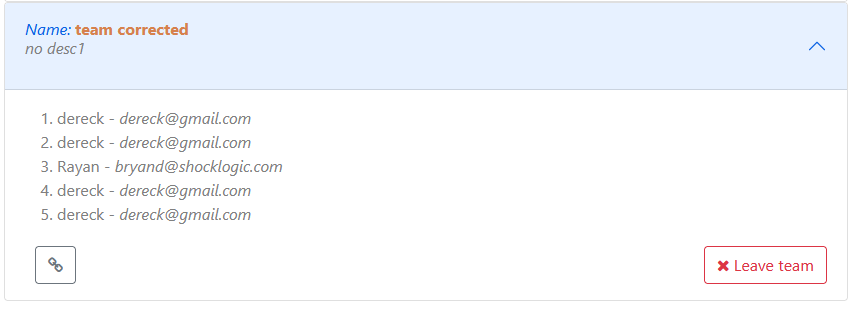 Name: team corrected
no desc1
1. dereck - dereck@gmail.com
2. dereck - dereck@gmail.com
3. Rayan - bryand@shocklogic.com
4. dereck - dereck@gmail.com
5. dereck - dereck@gmail.com
Leave team